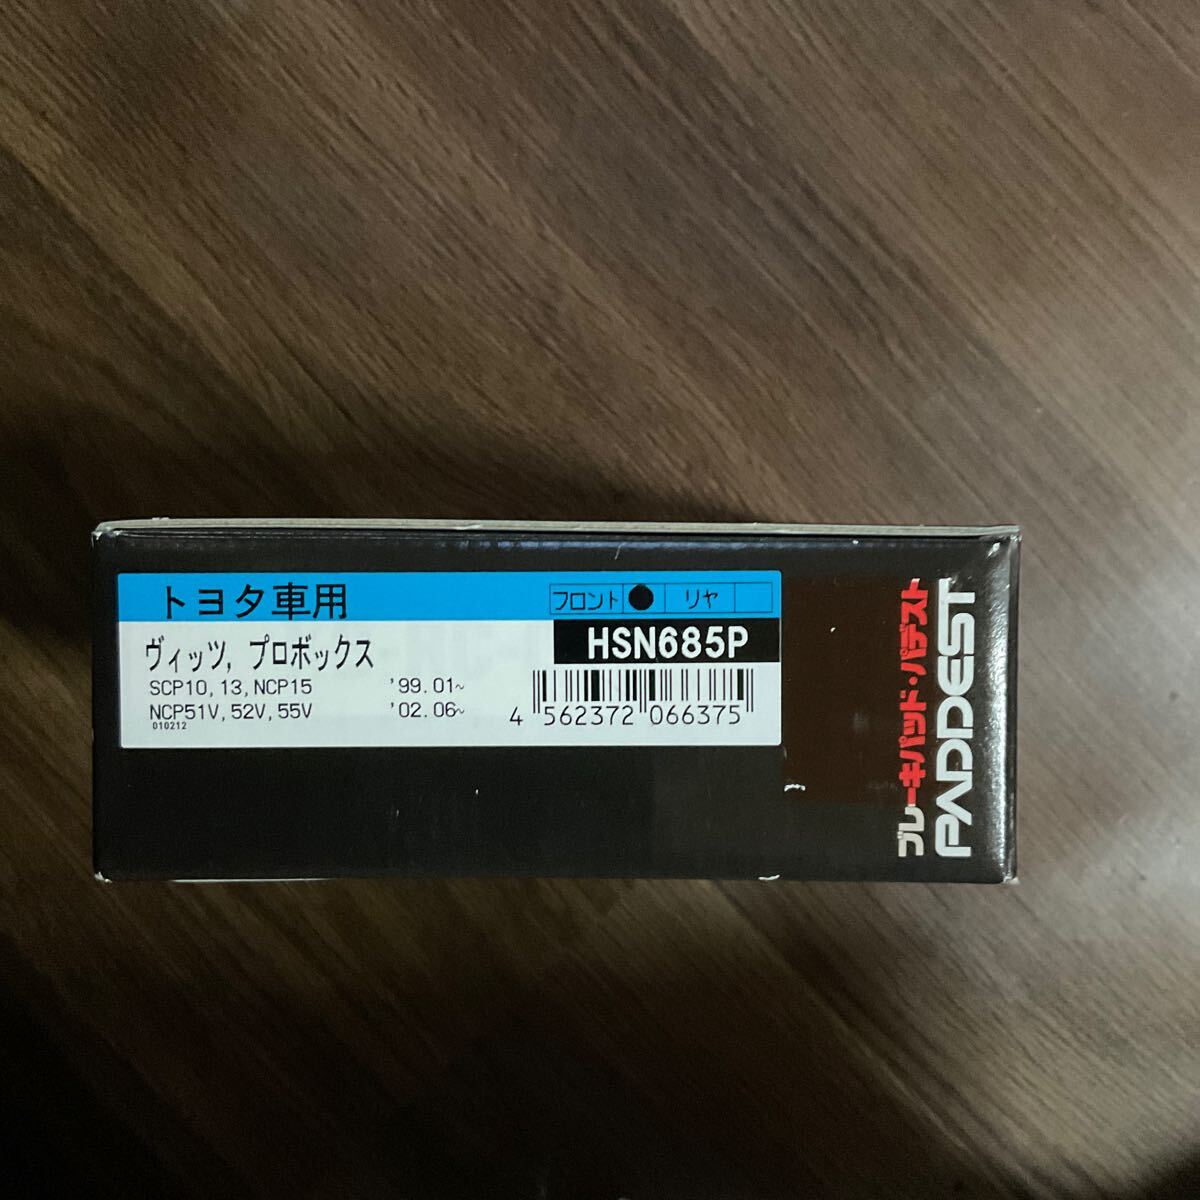 トヨタ車用
フロント ● リヤ
ヴィッツ, プロボックス
HSN685P
SCP10, 13, NCP15 '99.01~
NCP51V, 52V, 55V '02.06~
010212
4 562372 066375
ブレーキパッド・パデスト
PADDEST